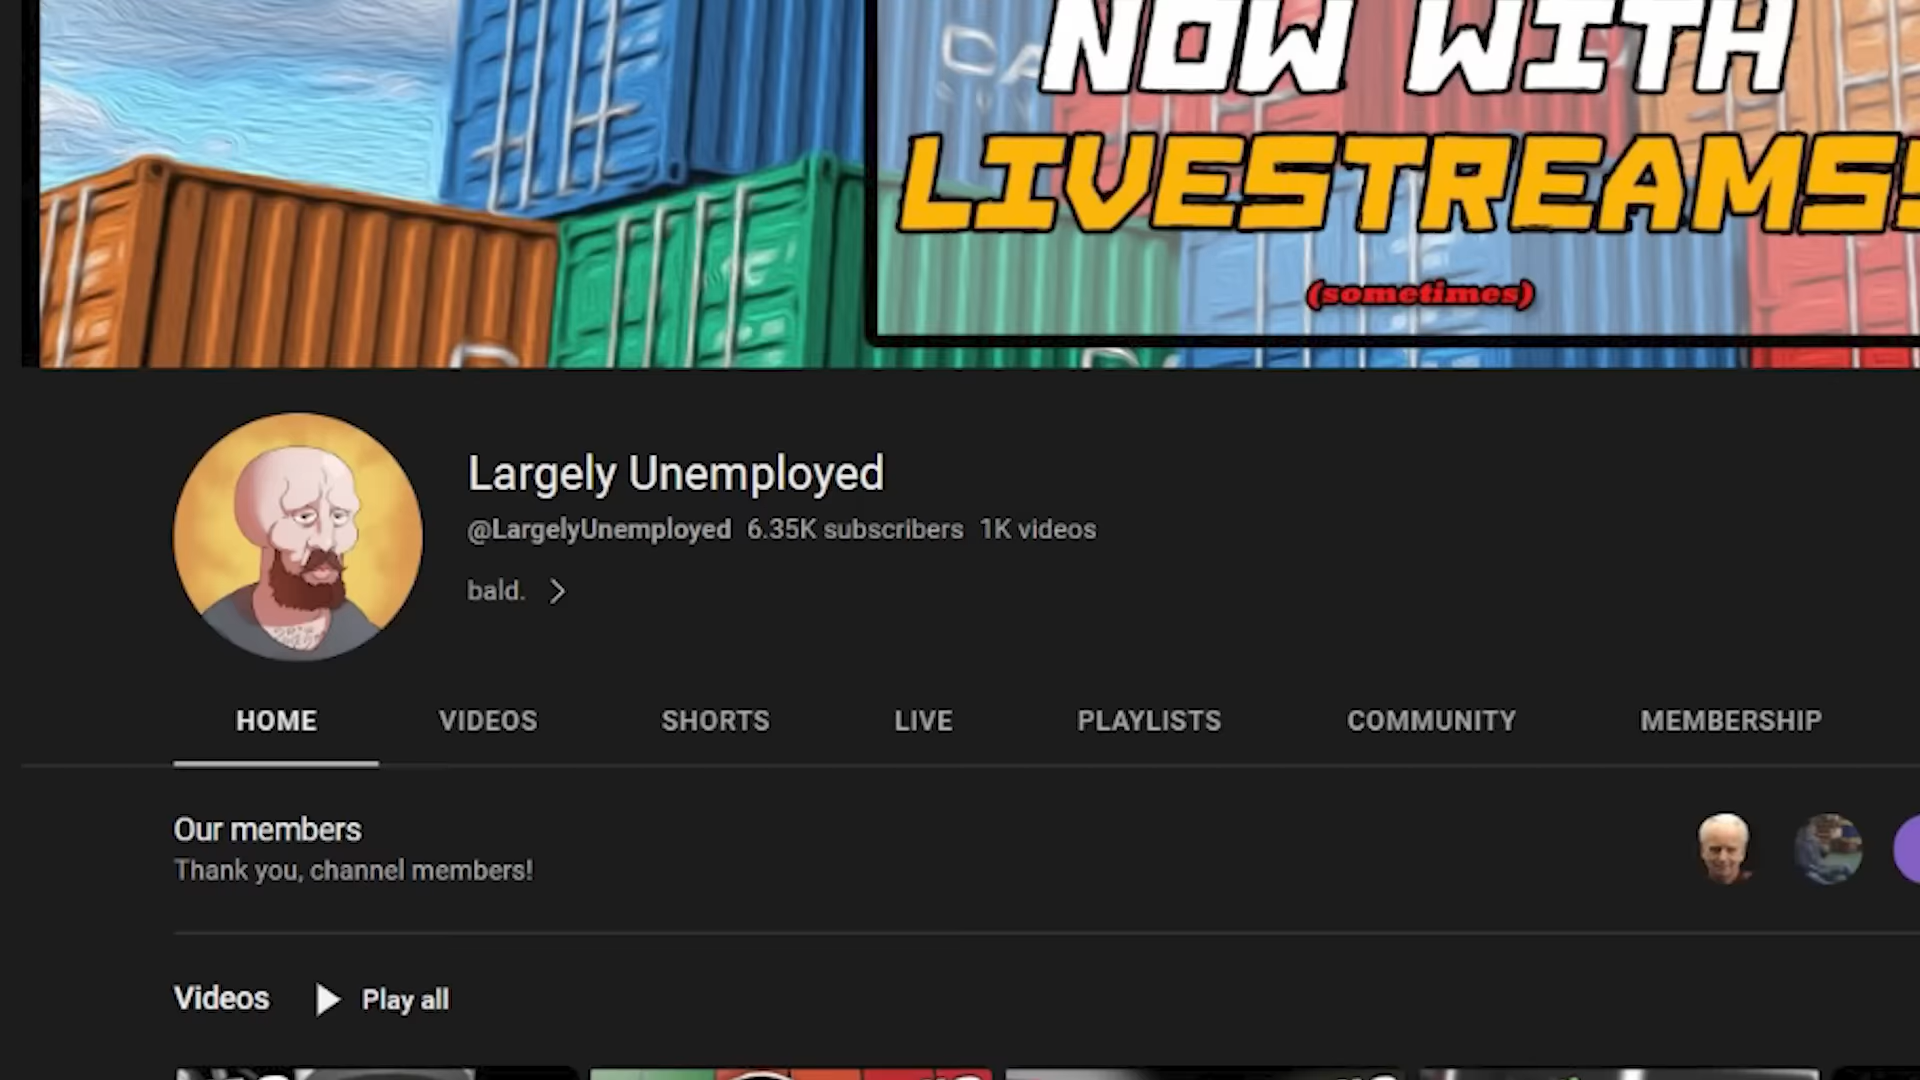 NOW WITH
LIVESTREAMS!
(sometimes)
Largely Unemployed
@LargelyUnemployed 6.35K subscribers 1K videos
bald.
HOME VIDEOS SHORTS LIVE PLAYLISTS COMMUNITY MEMBERSHIP
Our members
Thank you, channel members!
Videos Play all